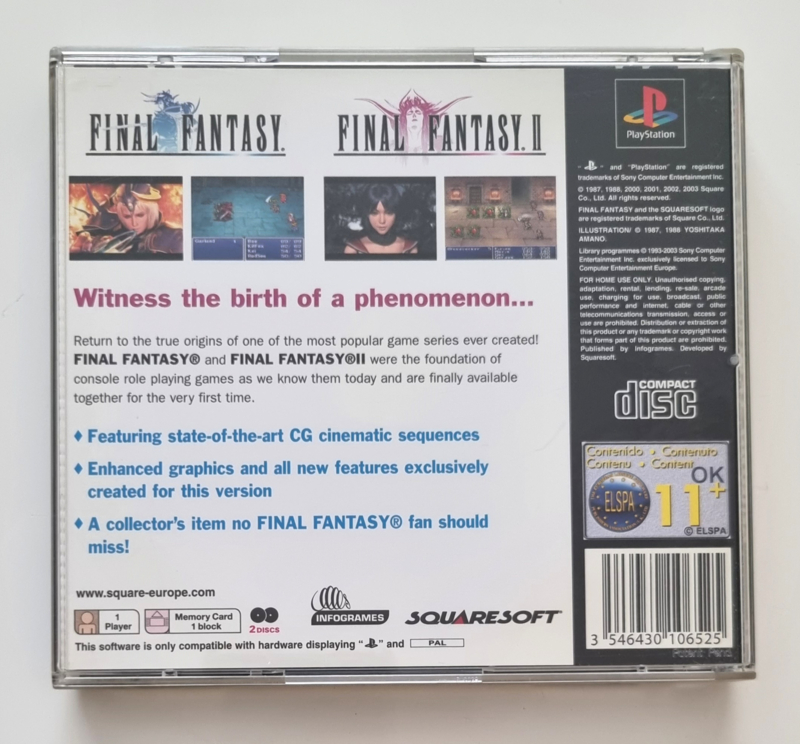 FINAL FANTASY.
FINAL FANTASY. II
Witness the birth of a phenomenon...
Return to the true origins of one of the most popular game series ever created!
FINAL FANTASY® and FINAL FANTASY®II were the foundation of
console role playing games as we know them today and are finally available
together for the very first time.
♦ Featuring state-of-the-art CG cinematic sequences
♦ Enhanced graphics and all new features exclusively
created for this version
♦ A collector's item no FINAL FANTASY® fan should
miss!
www.square-europe.com
1
Player
Memory Card
1 block
2 DISCS
INFOGRAMES
SQUARESOFT
This software is only compatible with hardware displaying " " and PAL
PlayStation
" " and "PlayStation" are registered
trademarks of Sony Computer Entertainment Inc.
© 1987, 1988, 2000, 2001, 2002, 2003 Square
Co., Ltd. All rights reserved.
FINAL FANTASY and the SQUARESOFT logo
are registered trademarks of Square Co., Ltd.
ILLUSTRATION/ © 1987, 1988 YOSHITAKA
AMANO.
Library programmes © 1993-2003 Sony Computer
Entertainment Inc. exclusively licensed to Sony
Computer Entertainment Europe.
FOR HOME USE ONLY. Unauthorised copying,
adaptation, rental, lending, re-sale, arcade
use, charging for use, broadcast, public
performance and internet, cable or other
telecommunications transmission, access or
use are prohibited. Distribution or extraction of
this product or any trademark or copyright work
that forms part of this product are prohibited.
Published by Infogrames. Developed by
Squaresoft.
COMPACT
disc
Contenido • Contenuto
Contenu • Content
OK
ELSPA
11+
© ELSPA
3 546430 106525